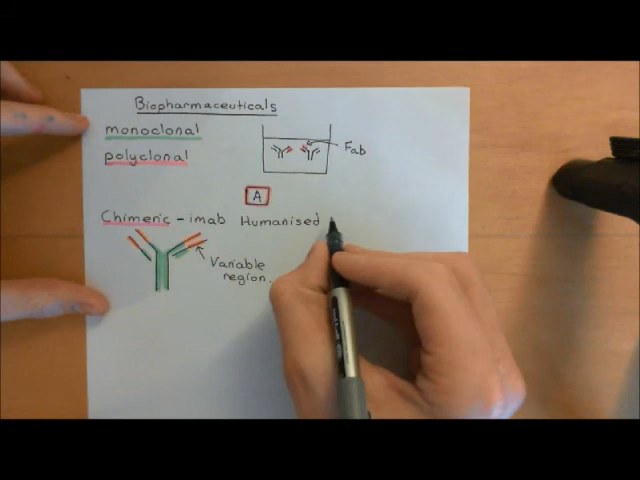 Biopharmaceuticals
monoclonal
polyclonal
Fab
A
Chimeric - imab Humanised
Variable
region.